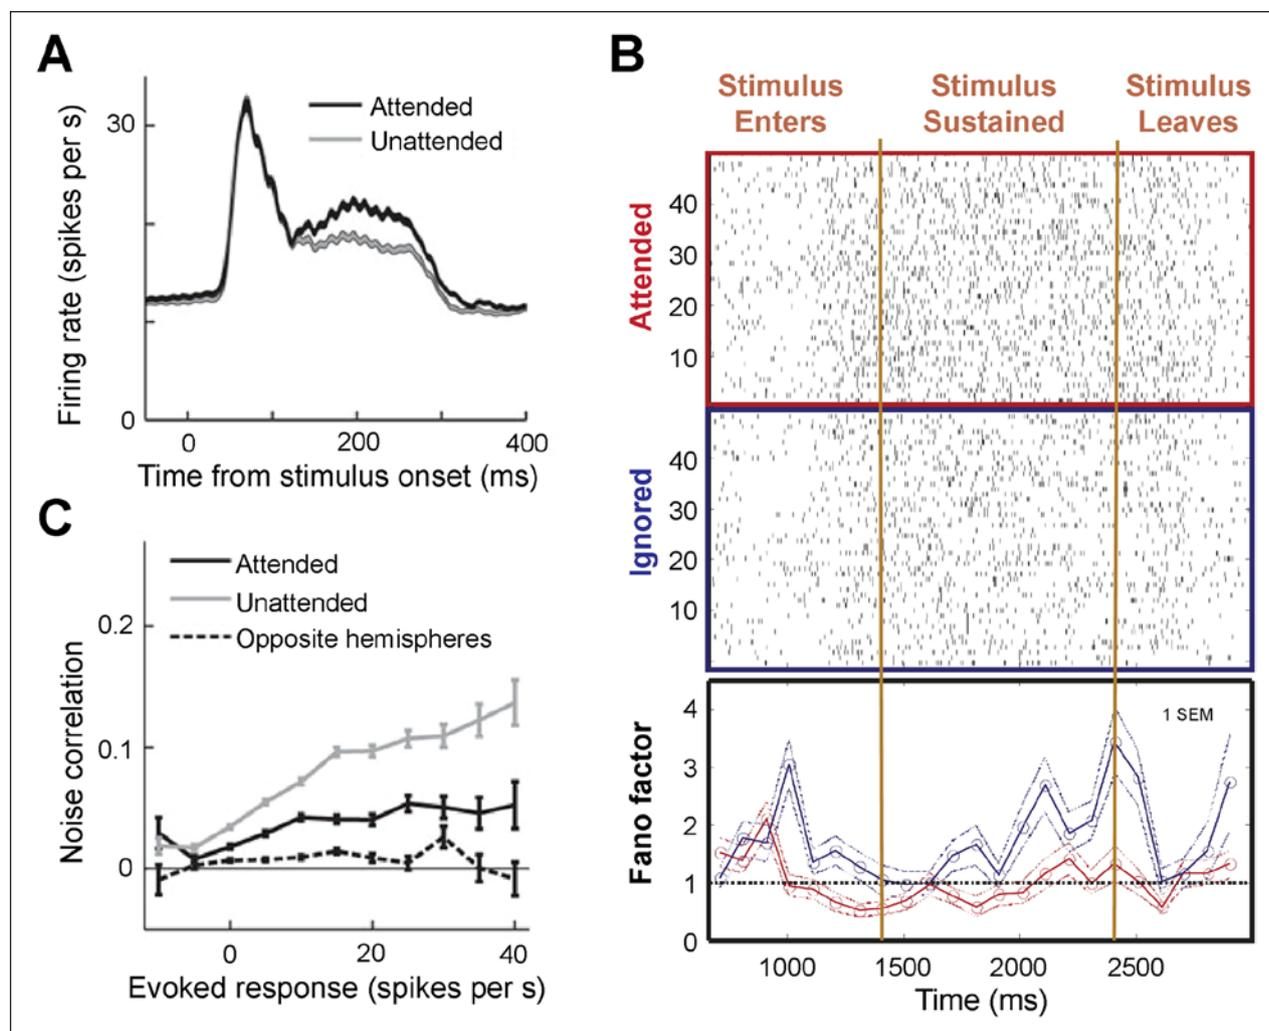 A
Firing rate (spikes per s)
30
0
Attended
Unattended
0
200
400
Time from stimulus onset (ms)
B
Stimulus
Enters
Stimulus
Sustained
Stimulus
Leaves
Attended
40
30
20
10
Ignored
40
30
20
10
Fano factor
4
3
2
1
0
1 SEM
1000
1500
2000
2500
Time (ms)
C
Noise correlation
0.2
0.1
0
Attended
Unattended
Opposite hemispheres
0
20
40
Evoked response (spikes per s)